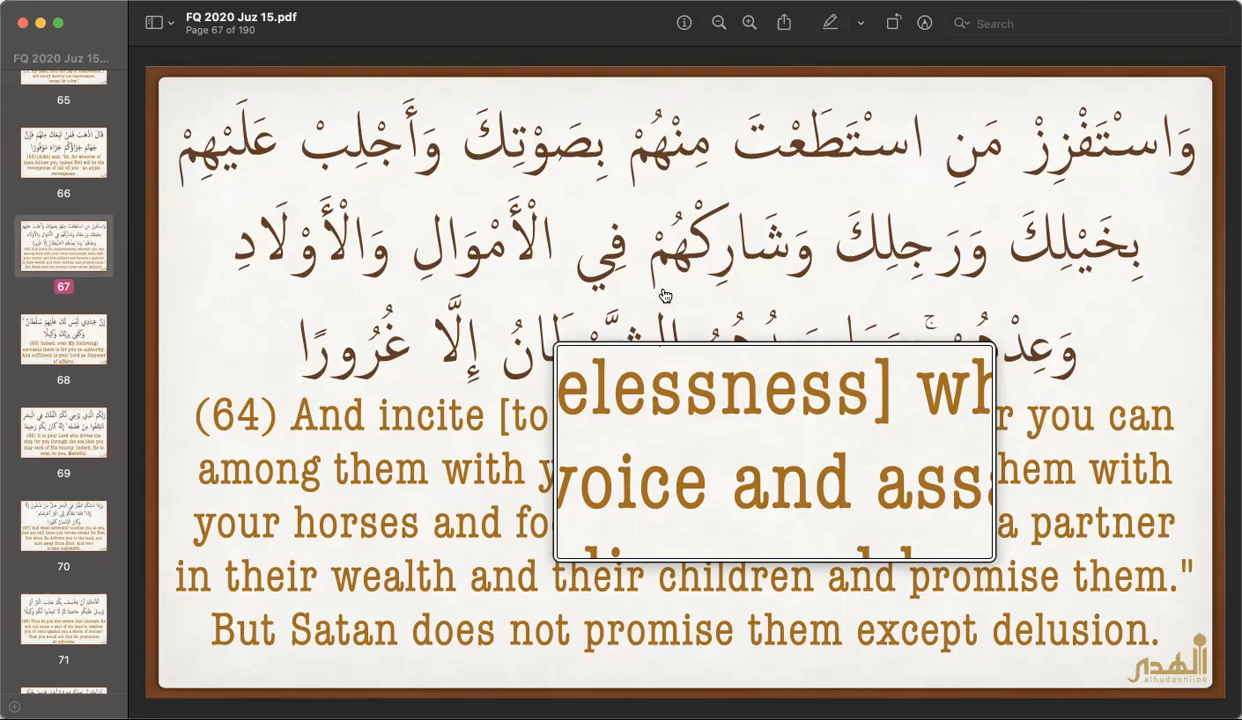 FQ 2020 Juz 15.pdf
Page 67 of 190
Search
FQ 2020 Juz 15...
65
66
67
68
69
70
71
وَاسْتَفْزِزْ مَنِ اسْتَطَعْتَ مِنْهُمْ بِصَوْتِكَ وَأَجْلِبْ عَلَيْهِمْ
بِخَيْلِكَ وَرَجِلِكَ وَشَارِكْهُمْ فِي الْأَمْوَالِ وَالْأَوْلَادِ
وَعِدْهُمْ ۚ إِلَّا غُرُورًا
(64) And incite [to elessness] wh r you can
among them with voice and ass hem with
your horses and fo a partner
in their wealth and their children and promise them."
But Satan does not promise them except delusion.
الهدى
alhudaonline